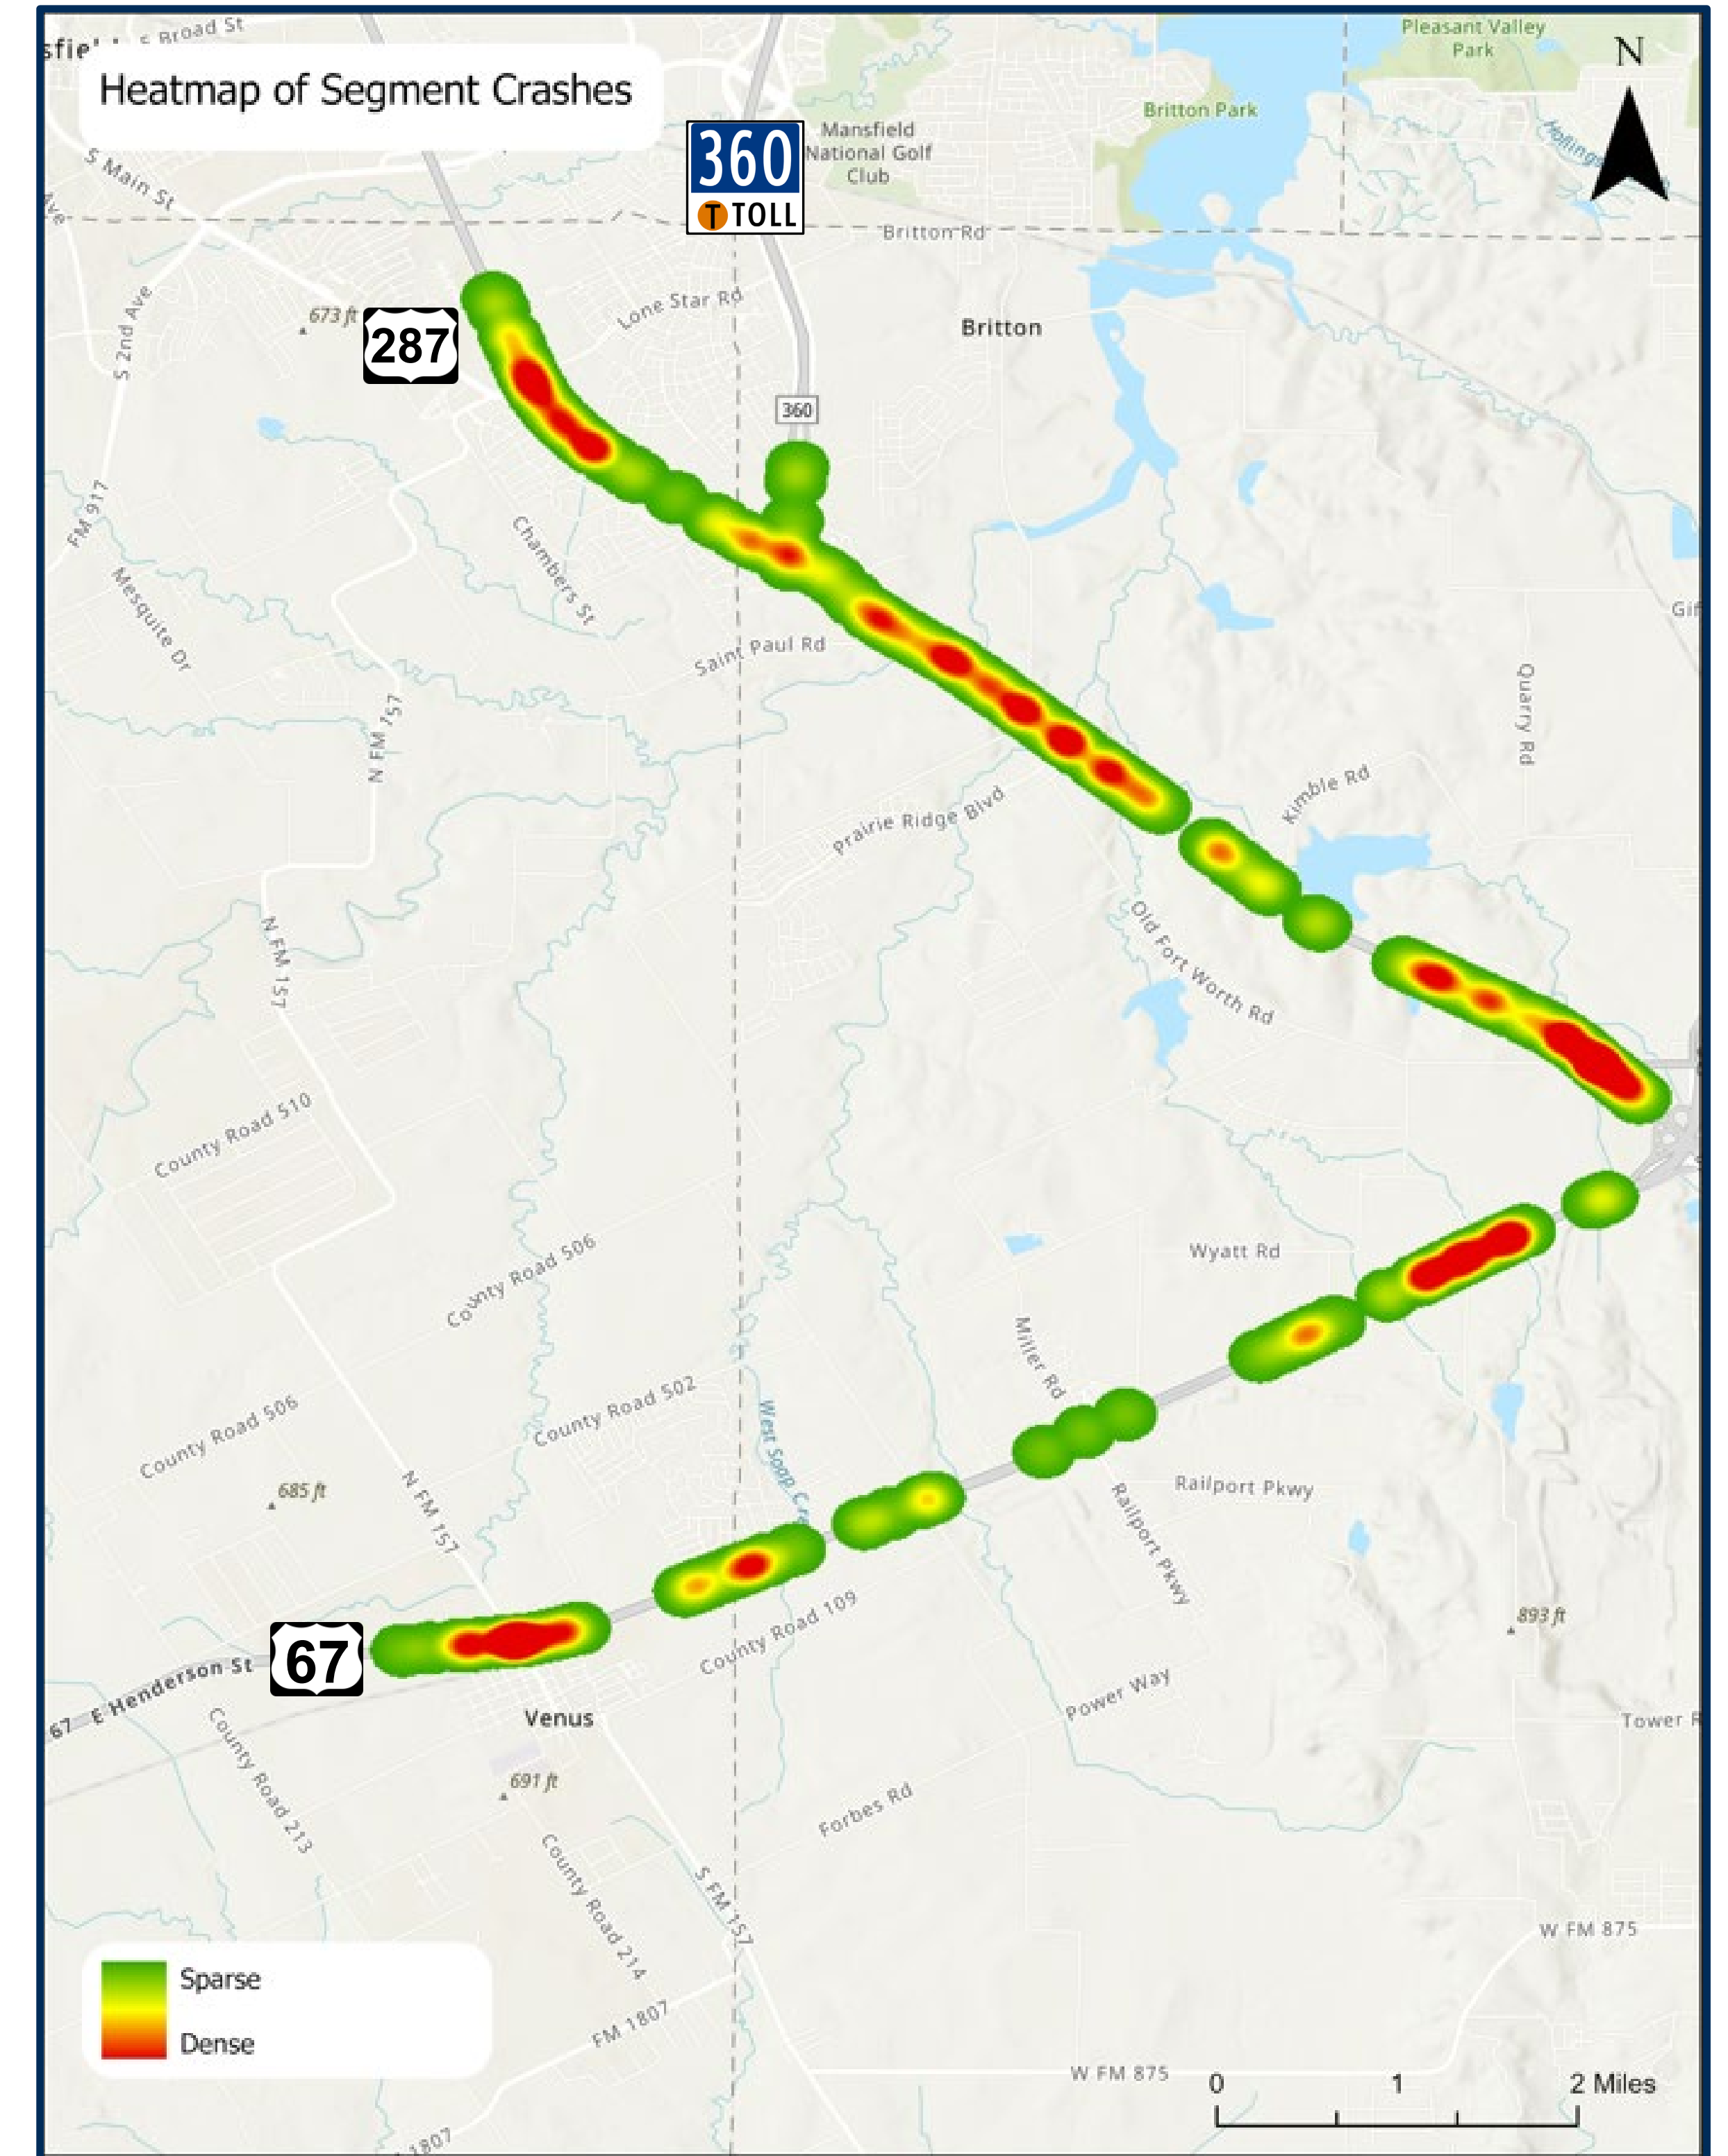 S Broad St
Heatmap of Segment Crashes
Pleasant Valley
Park
N
Britton Park
360
T TOLL
Mansfield
National Golf
Club
S Main St
Britton Rd
S 2nd Ave
673 ft
287
Lone Star Rd
Britton
360
FM 917
Chambers St
Mesquite Dr
Saint Paul Rd
Quarry Rd
N FM 157
Kimble Rd
Prairie Ridge Blvd
Old Fort Worth Rd
N FM 157
County Road 510
County Road 506
Wyatt Rd
Miller Rd
County Road 502
County Road 506
West Soap Cre
685 ft
N FM 157
Railport Pkwy
Railport Pkwy
County Road 109
893 ft
67
67 E Henderson St
Venus
Power Way
Tower R
County Road 213
691 ft
Forbes Rd
County Road 214
S FM 157
W FM 875
Sparse
Dense
FM 1807
W FM 875
0 1 2 Miles
1807